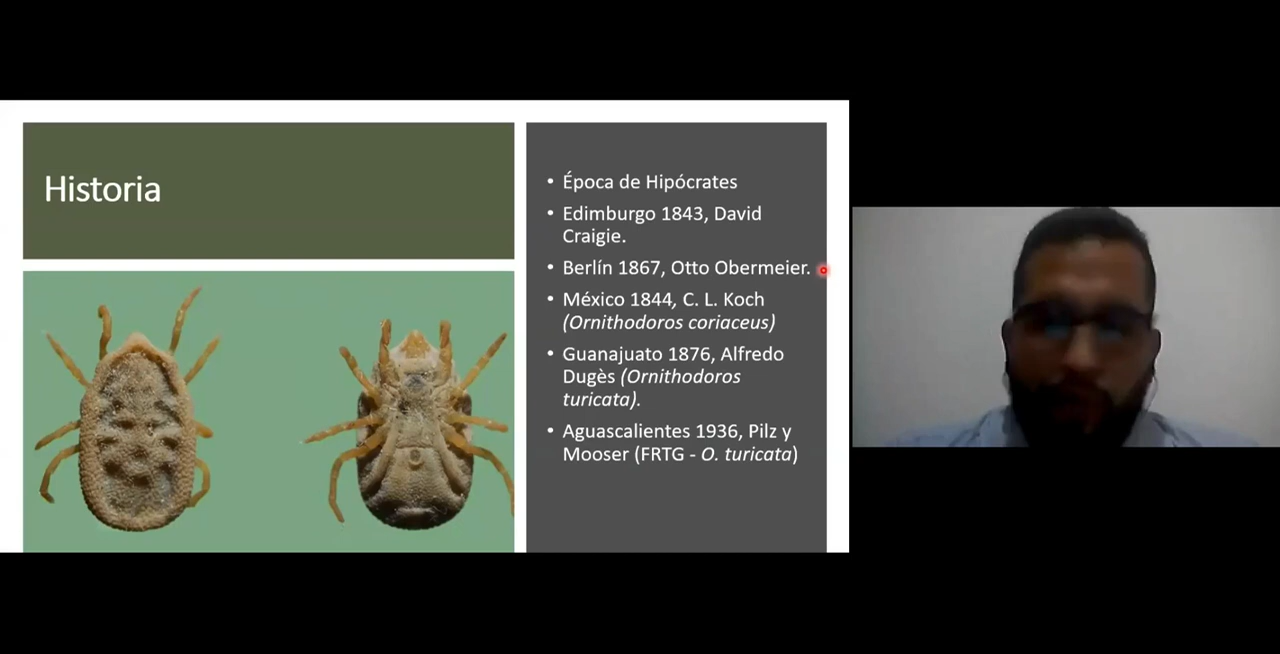 Historia
• Época de Hipócrates
• Edimburgo 1843, David
Craigie.
• Berlín 1867, Otto Obermeier.
• México 1844, C. L. Koch
(Ornithodoros coriaceus)
• Guanajuato 1876, Alfredo
Dugès (Ornithodoros
turicata).
• Aguascalientes 1936, Pilz y
Mooser (FRTG - O. turicata)